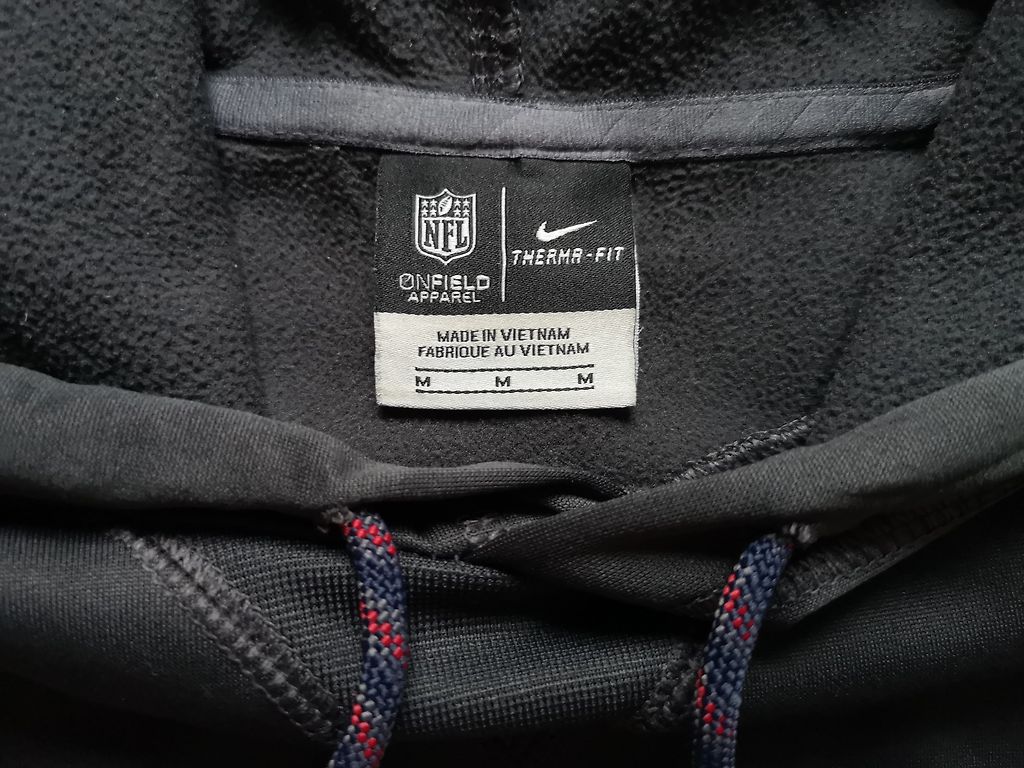 NFL
ONFIELD
APPAREL
THERMA-FIT
MADE IN VIETNAM
FABRIQUE AU VIETNAM
M M M